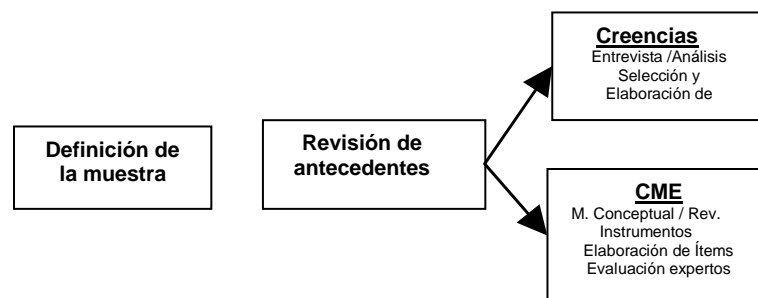 Definición de
la muestra
Revisión de
antecedentes
Creencias
Entrevista /Análisis
Selección y
Elaboración de
CME
M. Conceptual / Rev.
Instrumentos
Elaboración de Ítems
Evaluación expertos